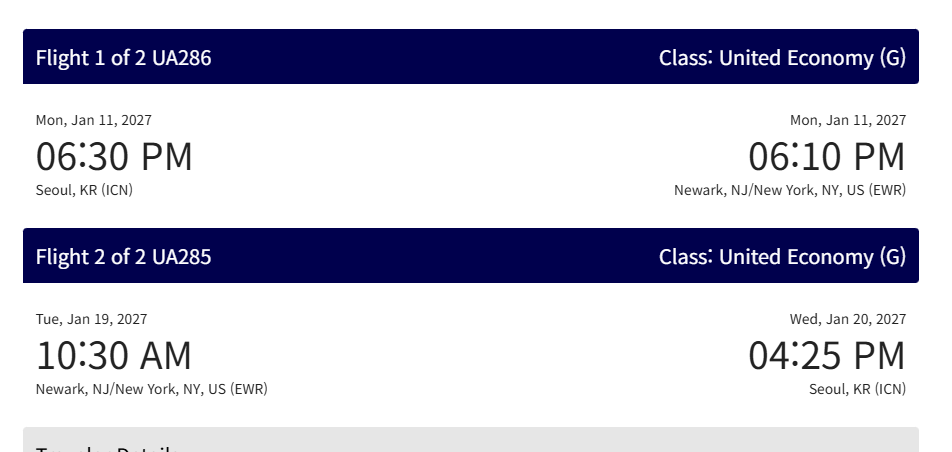 Flight 1 of 2 UA286 Class: United Economy (G)
Mon, Jan 11, 2027 Mon, Jan 11, 2027
06:30 PM 06:10 PM
Seoul, KR (ICN) Newark, NJ/New York, NY, US (EWR)
Flight 2 of 2 UA285 Class: United Economy (G)
Tue, Jan 19, 2027 Wed, Jan 20, 2027
10:30 AM 04:25 PM
Newark, NJ/New York, NY, US (EWR) Seoul, KR (ICN)